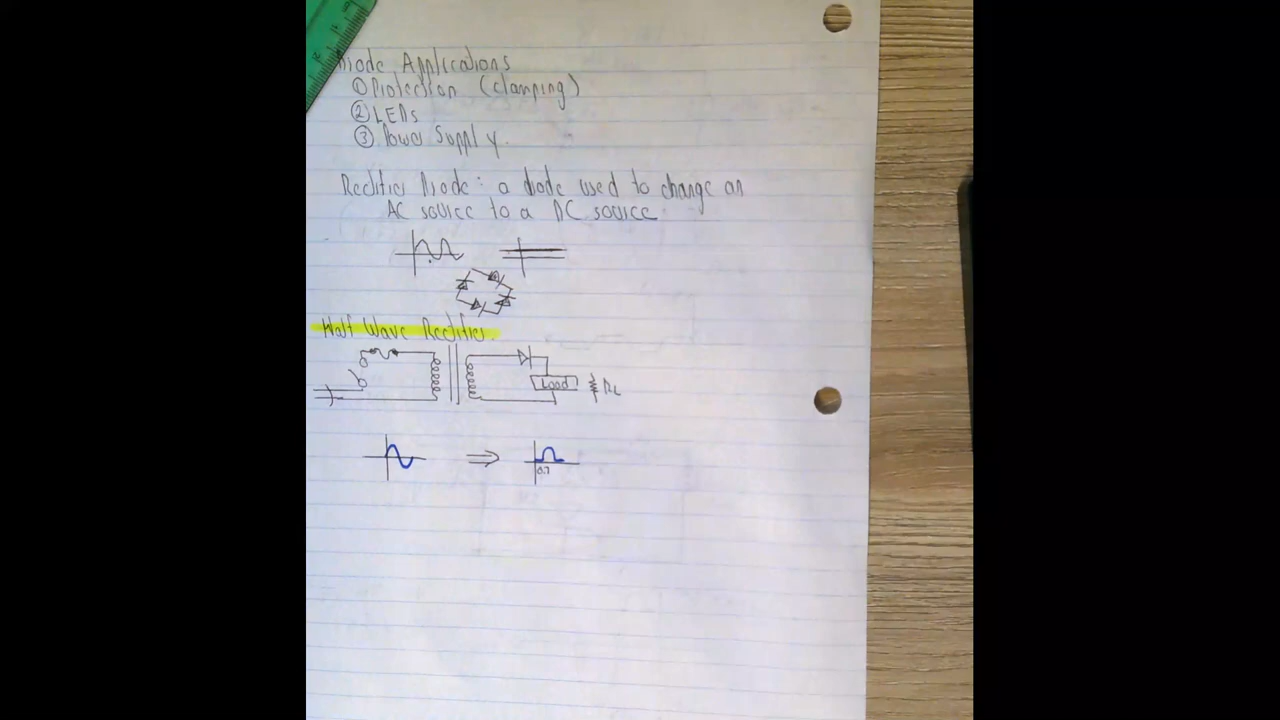 Diode Applications
① Protection (clamping)
② LEDs
③ Power Supply.
Rectifier Diode: a diode used to change an
AC source to a DC source
Half Wave Rectifier.
Load
RL
0.7